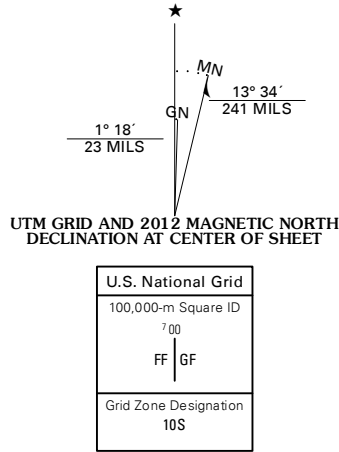 ★
MN
GN
13° 34´
241 MILS
1° 18´
23 MILS
UTM GRID AND 2012 MAGNETIC NORTH
DECLINATION AT CENTER OF SHEET
U.S. National Grid
100,000-m Square ID
⁷00
FF GF
Grid Zone Designation
10S